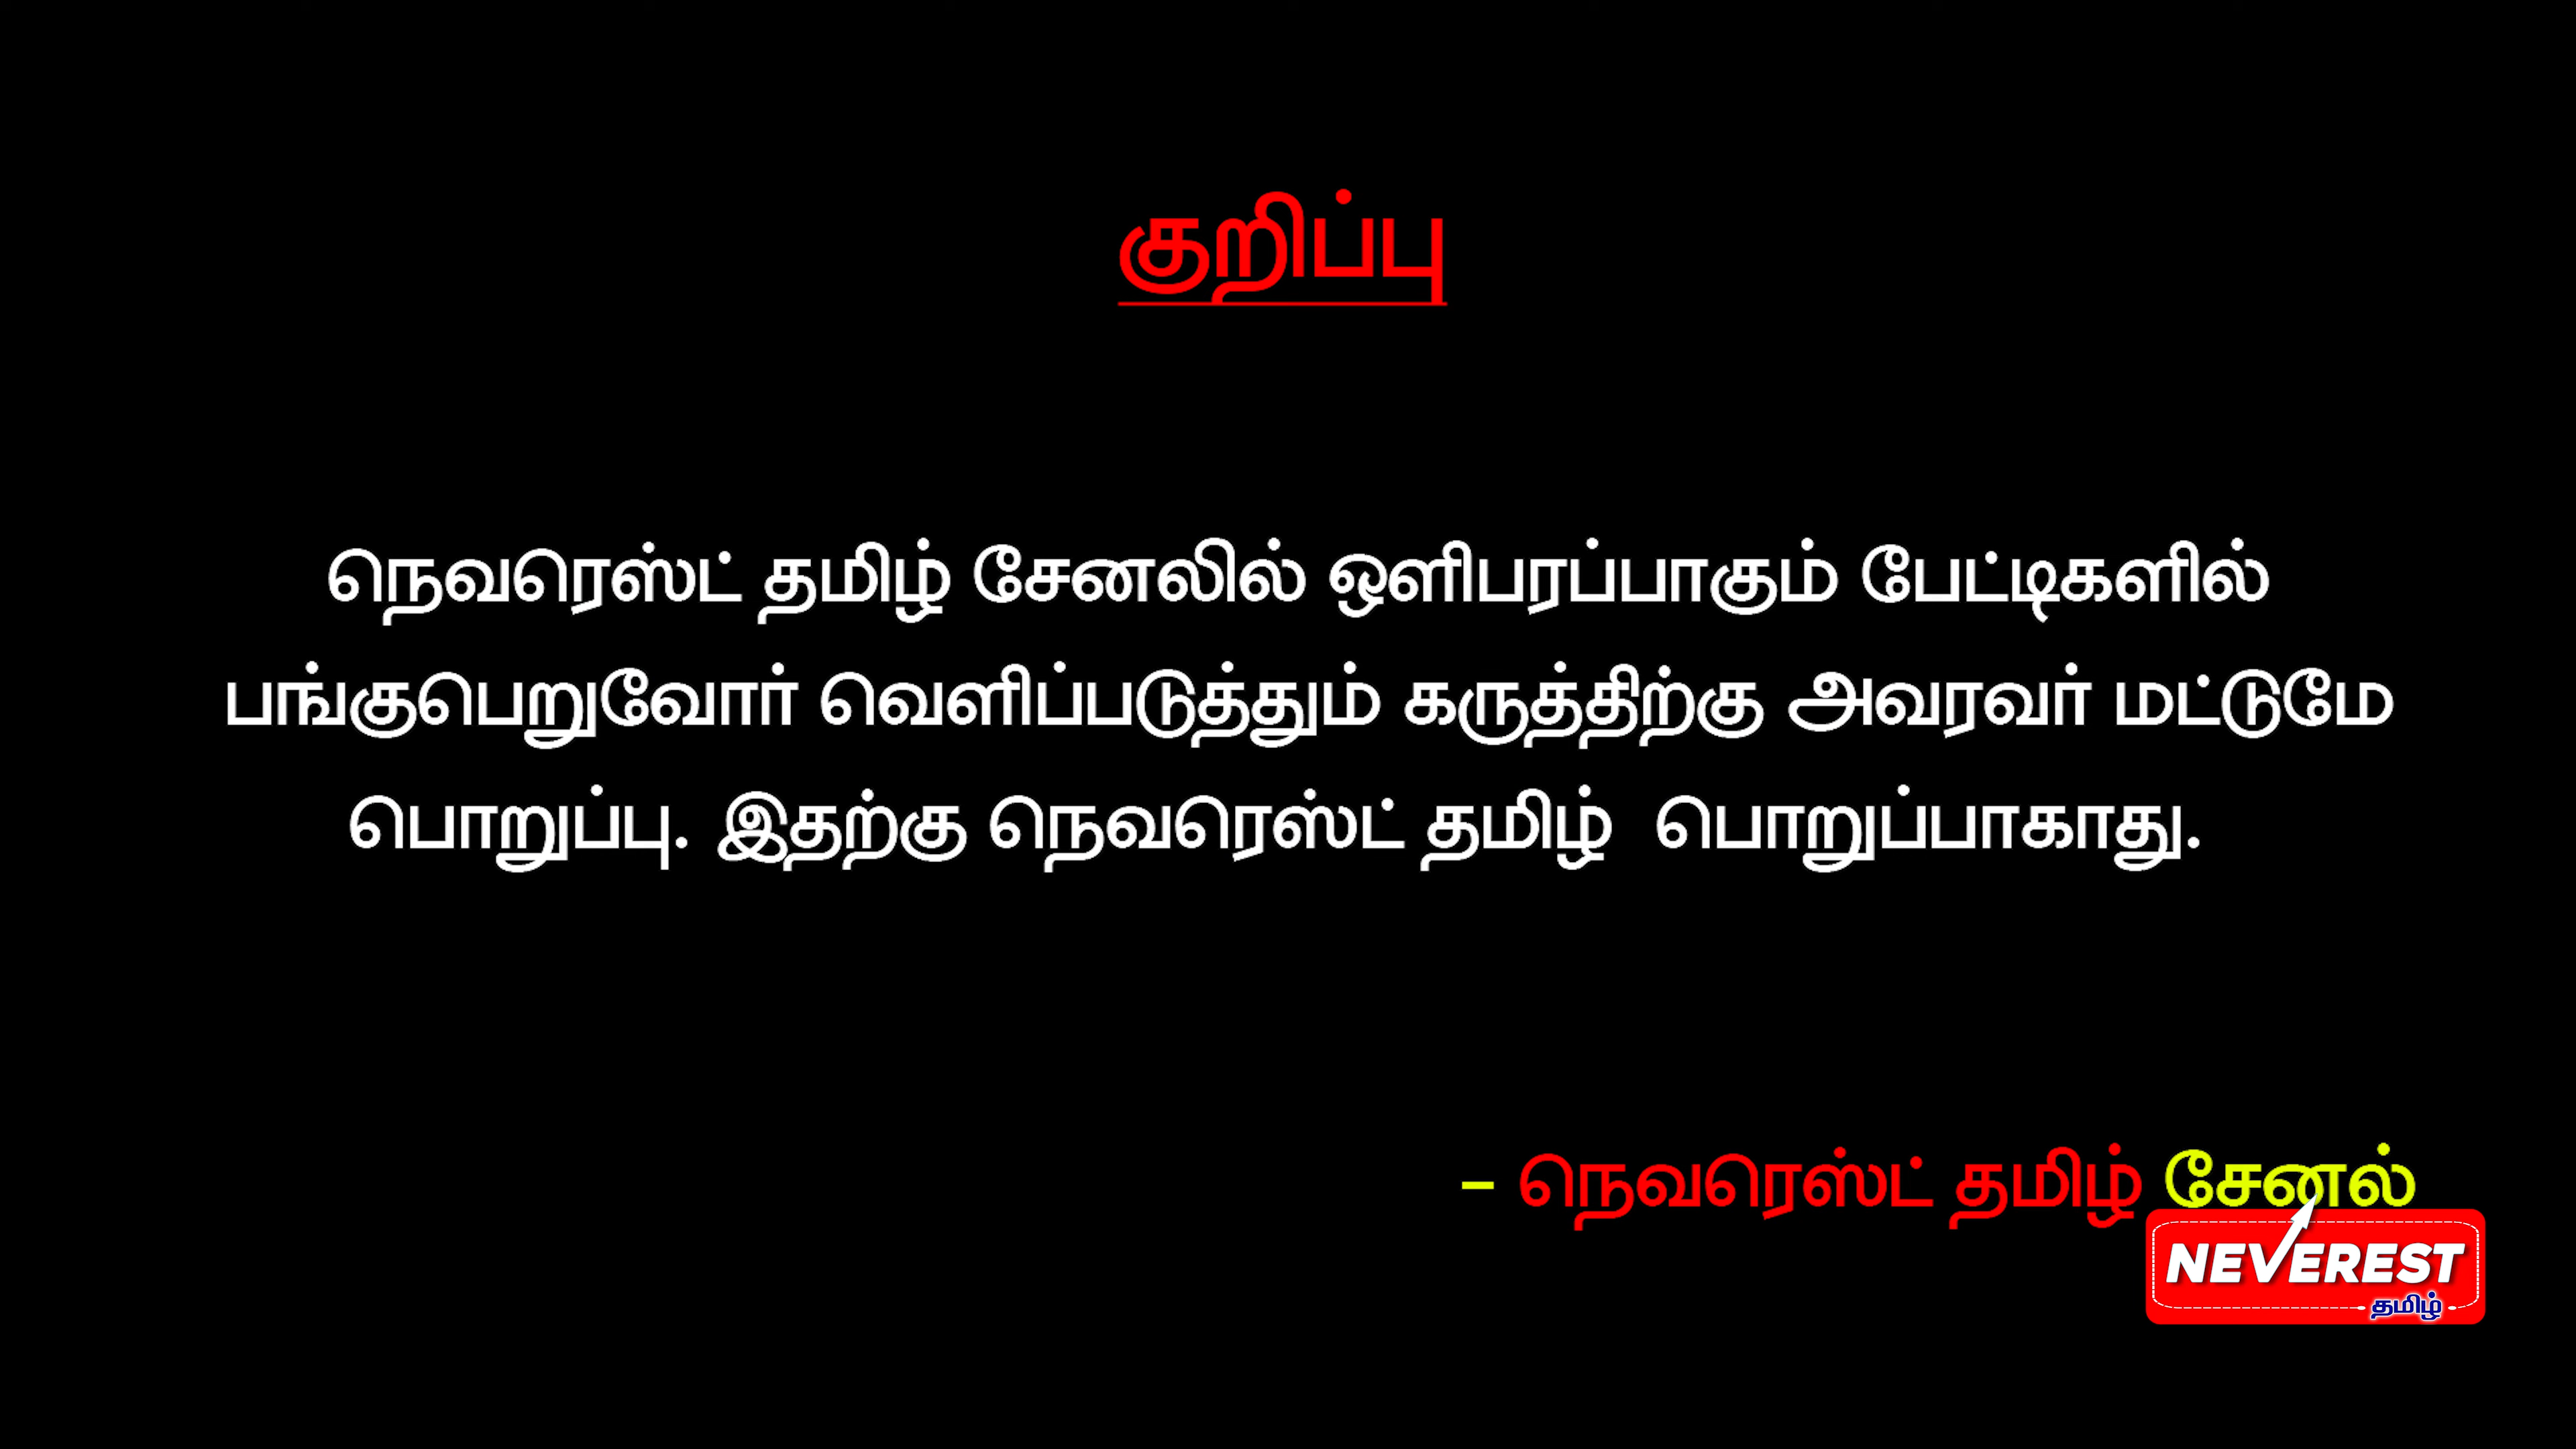 குறிப்பு
நெவரெஸ்ட் தமிழ் சேனலில் ஒளிபரப்பாகும் பேட்டிகளில்
பங்குபெறுவோர் வெளிப்படுத்தும் கருத்திற்கு அவரவர் மட்டுமே
பொறுப்பு. இதற்கு நெவரெஸ்ட் தமிழ் பொறுப்பாகாது.
– நெவரெஸ்ட் தமிழ் சேனல்
NEVEREST
தமிழ்